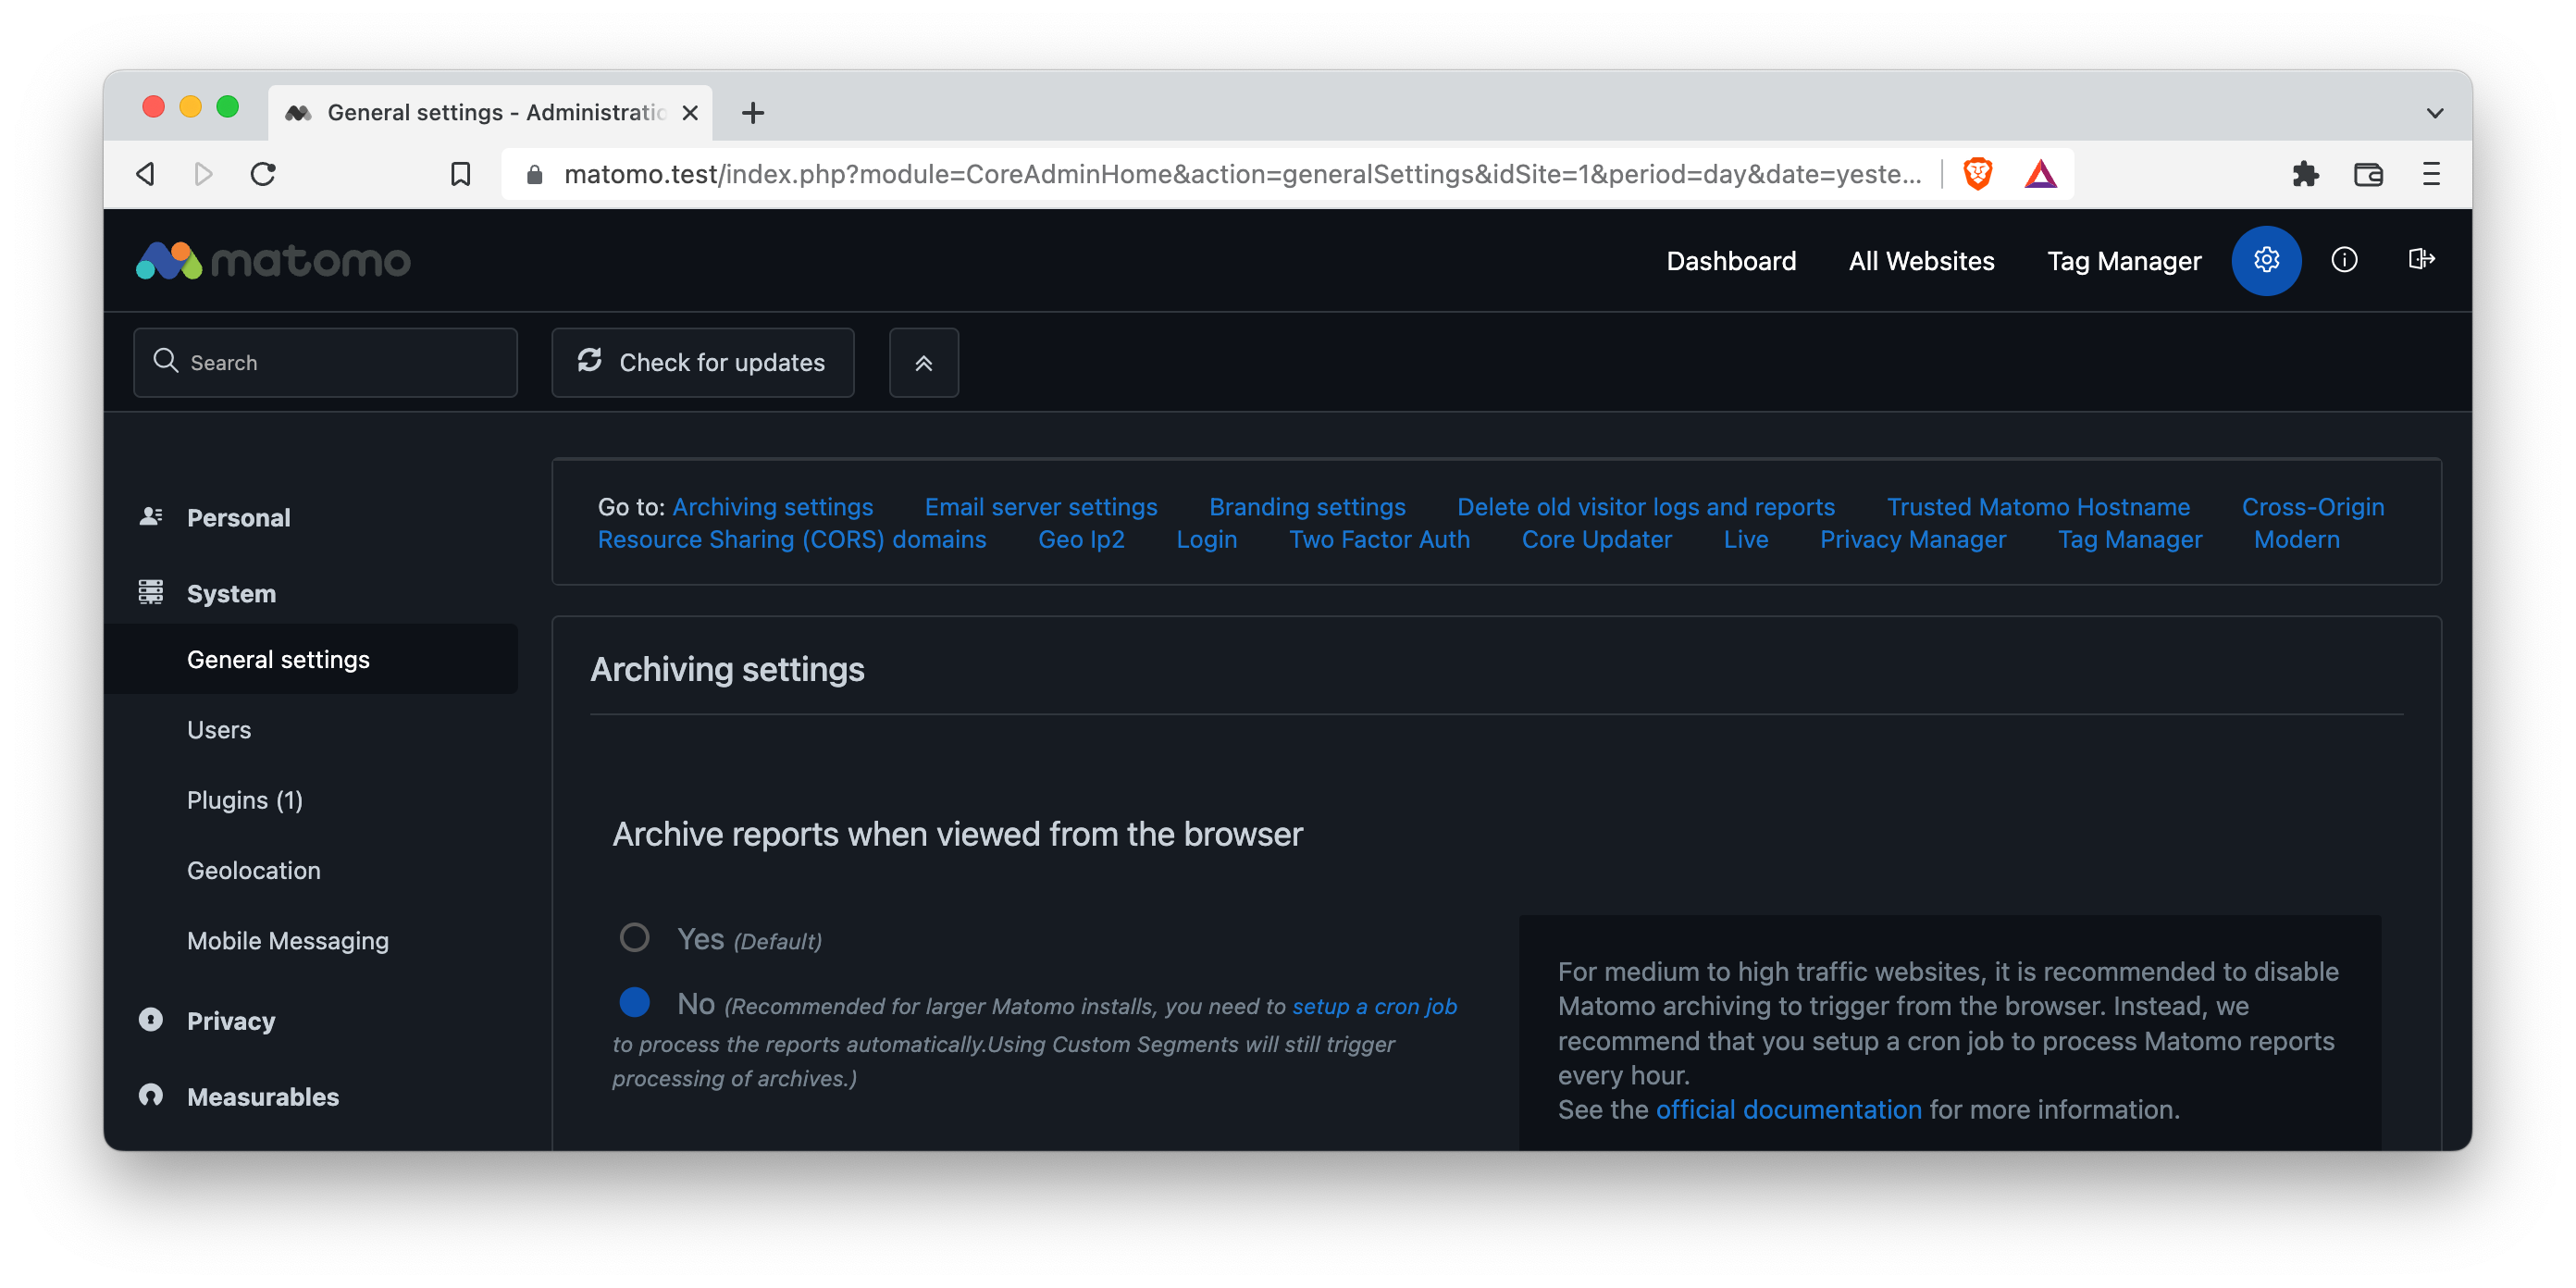 General settings - Administratio
matomo.test/index.php?module=CoreAdminHome&action=generalSettings&idSite=1&period=day&date=yeste...
matomo
Dashboard All Websites Tag Manager
Search
Check for updates
Personal
System
General settings
Users
Plugins (1)
Geolocation
Mobile Messaging
Privacy
Measurables
Go to: Archiving settings Email server settings Branding settings Delete old visitor logs and reports Trusted Matomo Hostname Cross-Origin
Resource Sharing (CORS) domains Geo Ip2 Login Two Factor Auth Core Updater Live Privacy Manager Tag Manager Modern
Archiving settings
Archive reports when viewed from the browser
Yes (Default)
No (Recommended for larger Matomo installs, you need to setup a cron job
to process the reports automatically.Using Custom Segments will still trigger
processing of archives.)
For medium to high traffic websites, it is recommended to disable
Matomo archiving to trigger from the browser. Instead, we
recommend that you setup a cron job to process Matomo reports
every hour.
See the official documentation for more information.